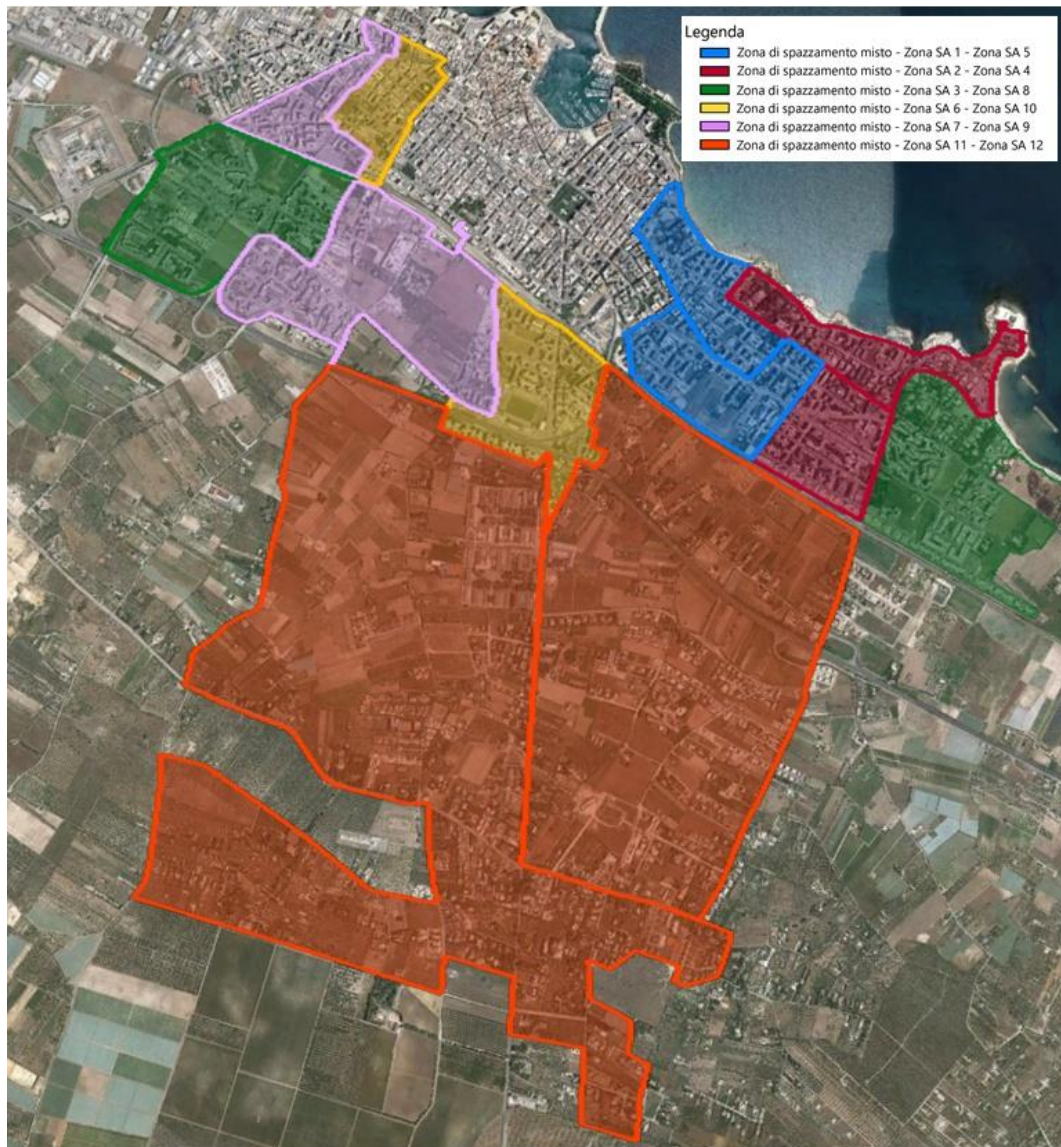 Legenda
Zona di spazzamento misto - Zona SA 1 - Zona SA 5
Zona di spazzamento misto - Zona SA 2 - Zona SA 4
Zona di spazzamento misto - Zona SA 3 - Zona SA 8
Zona di spazzamento misto - Zona SA 6 - Zona SA 10
Zona di spazzamento misto - Zona SA 7 - Zona SA 9
Zona di spazzamento misto - Zona SA 11 - Zona SA 12